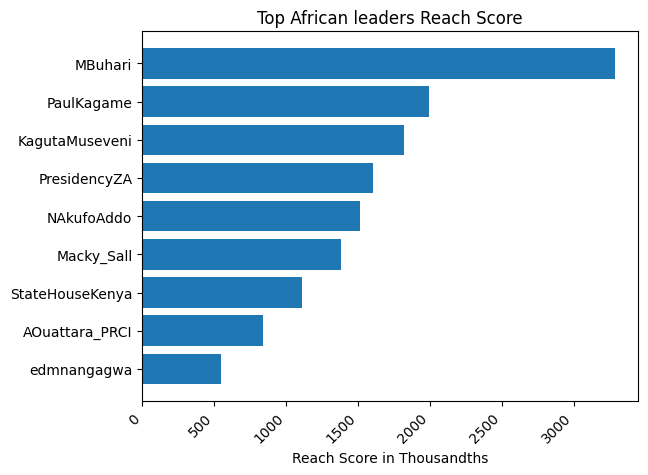 Top African leaders Reach Score
MBuhari
PaulKagame
KagutaMuseveni
PresidencyZA
NAkufoAddo
Macky_Sall
StateHouseKenya
AOuattara_PRCI
edmnangagwa
0 500 1000 1500 2000 2500 3000
Reach Score in Thousandths